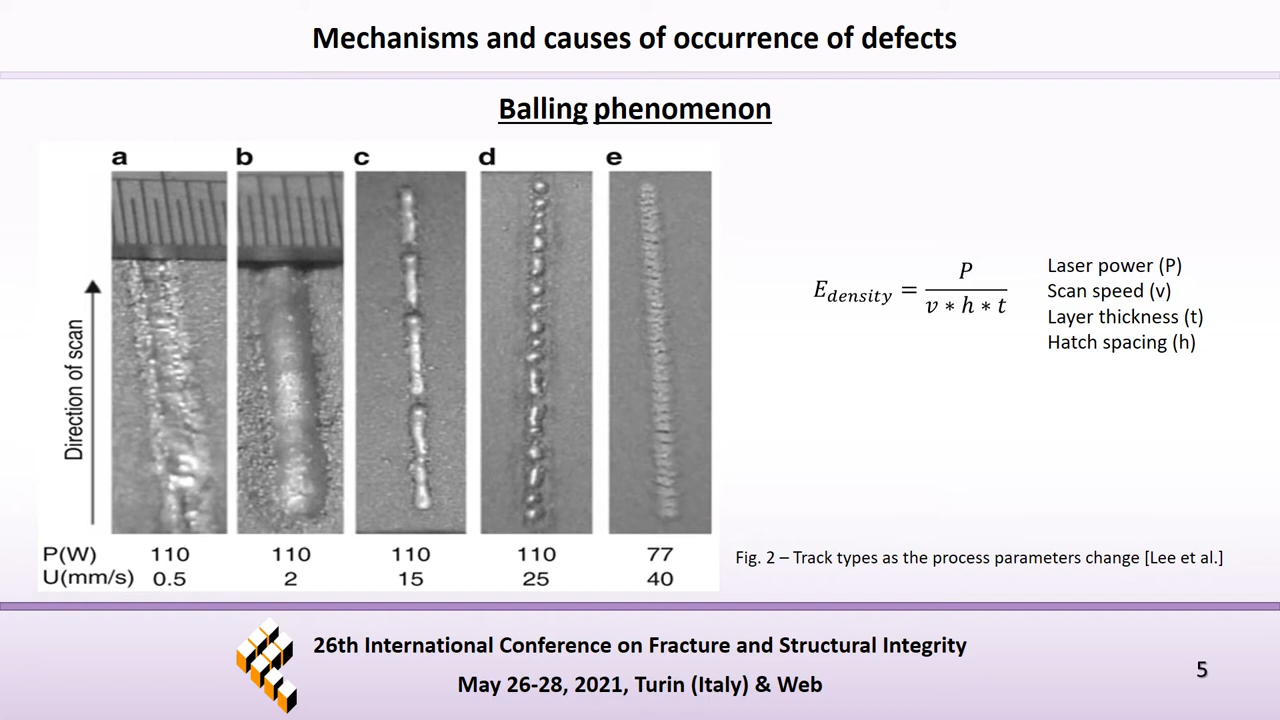 Mechanisms and causes of occurrence of defects
Balling phenomenon
a b c d e
Direction of scan
P(W) 110 110 110 110 77
U(mm/s) 0.5 2 15 25 40
E_density = P / (v * h * t)
Laser power (P)
Scan speed (v)
Layer thickness (t)
Hatch spacing (h)
Fig. 2 – Track types as the process parameters change [Lee et al.]
26th International Conference on Fracture and Structural Integrity
May 26-28, 2021, Turin (Italy) & Web
5